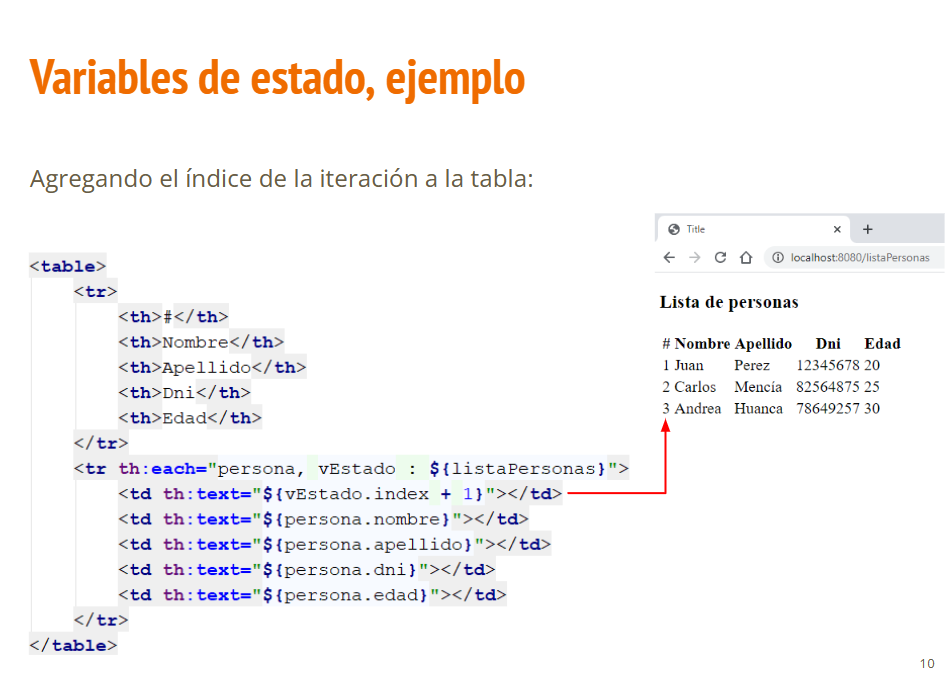 Variables de estado, ejemplo
Agregando el índice de la iteración a la tabla:
<table>
<tr>
<th>#</th>
<th>Nombre</th>
<th>Apellido</th>
<th>Dni</th>
<th>Edad</th>
</tr>
<tr th:each="persona, vEstado : ${listaPersonas}">
<td th:text="${vEstado.index + 1}"></td>
<td th:text="${persona.nombre}"></td>
<td th:text="${persona.apellido}"></td>
<td th:text="${persona.dni}"></td>
<td th:text="${persona.edad}"></td>
</tr>
</table>
Title
localhost:8080/listaPersonas
Lista de personas
# Nombre Apellido Dni Edad
1 Juan Perez 12345678 20
2 Carlos Mencía 82564875 25
3 Andrea Huanca 78649257 30
10